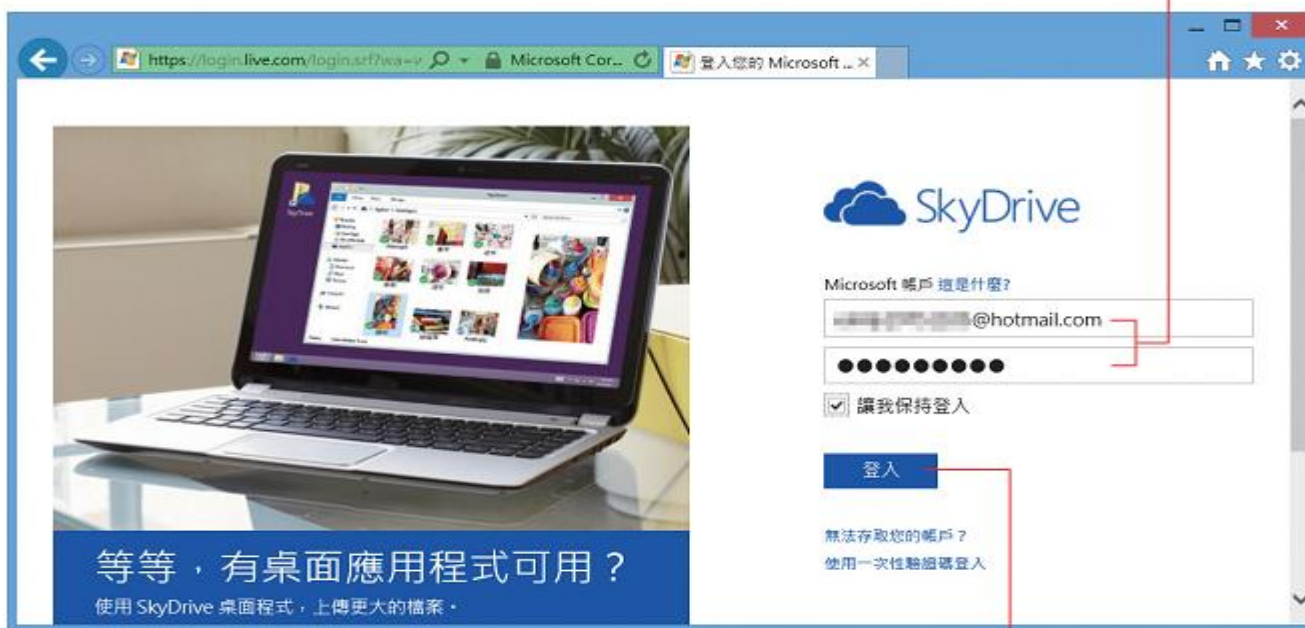 https://login.live.com/login.srf?wa=v
Microsoft Cor...
登入您的 Microsoft ...
SkyDrive
SkyDrive
Microsoft 帳戶 這是什麼?
@hotmail.com
●●●●●●●●●
讓我保持登入
登入
無法存取您的帳戶？
使用一次性驗證碼登入
等等，有桌面應用程式可用？
使用 SkyDrive 桌面程式，上傳更大的檔案。